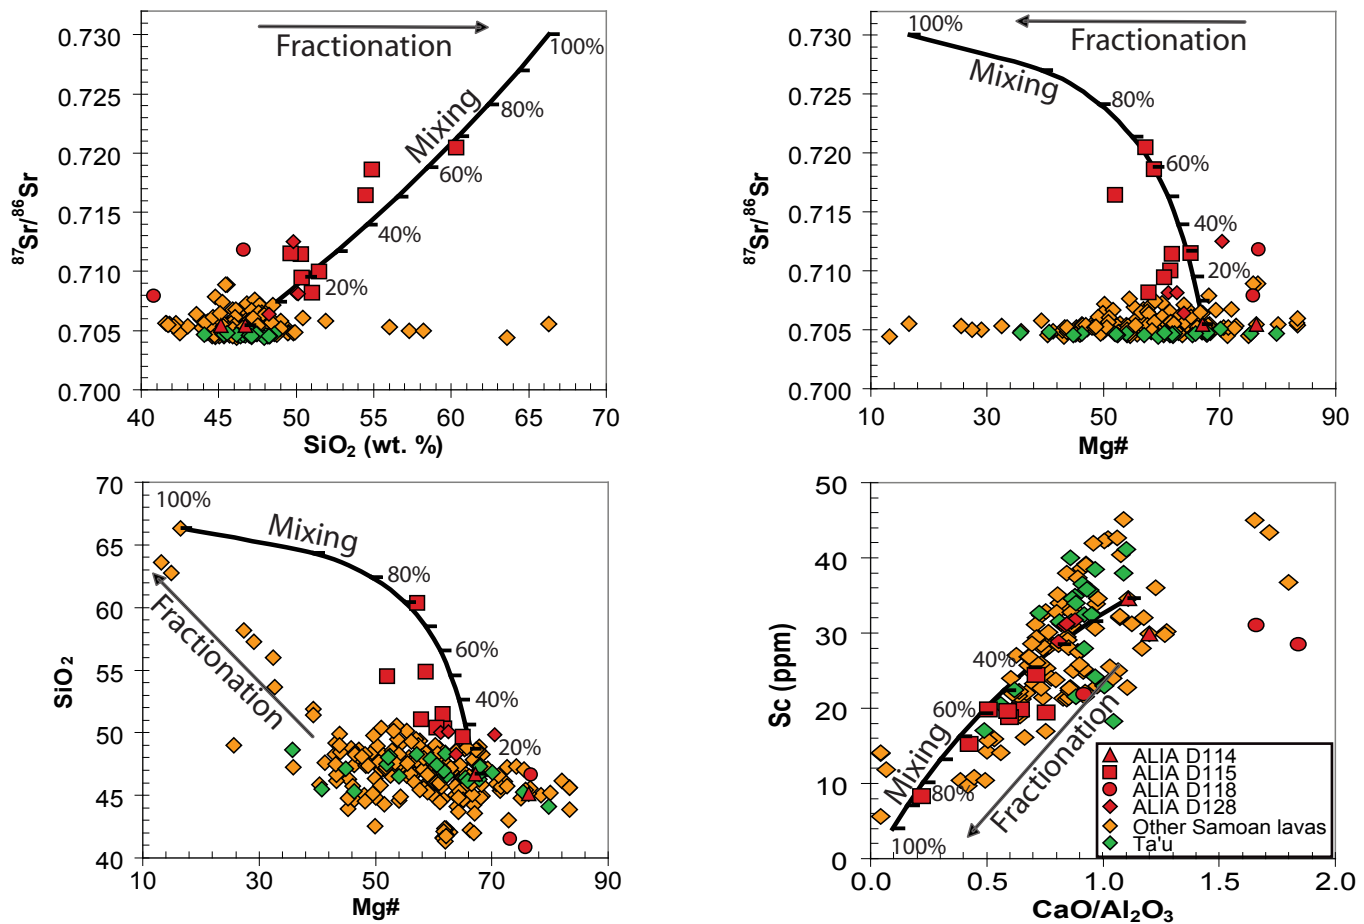 Fractionation
Mixing
100%
80%
60%
40%
20%
0.730
0.725
0.720
0.715
0.710
0.705
0.700
87Sr/86Sr
40 45 50 55 60 65 70
SiO2 (wt. %)
Fractionation
Mixing
80%
60%
40%
20%
0.730
0.725
0.720
0.715
0.710
0.705
0.700
87Sr/86Sr
10 30 50 70 90
Mg#
100%
Mixing
80%
60%
40%
20%
Fractionation
70
65
60
55
50
45
40
SiO2
10 30 50 70 90
Mg#
50
40
30
20
10
0
Sc (ppm)
40%
60%
80%
100%
Mixing
Fractionation
ALIA D114
ALIA D115
ALIA D118
ALIA D128
Other Samoan lavas
Ta'u
0.0 0.5 1.0 1.5 2.0
CaO/Al2O3